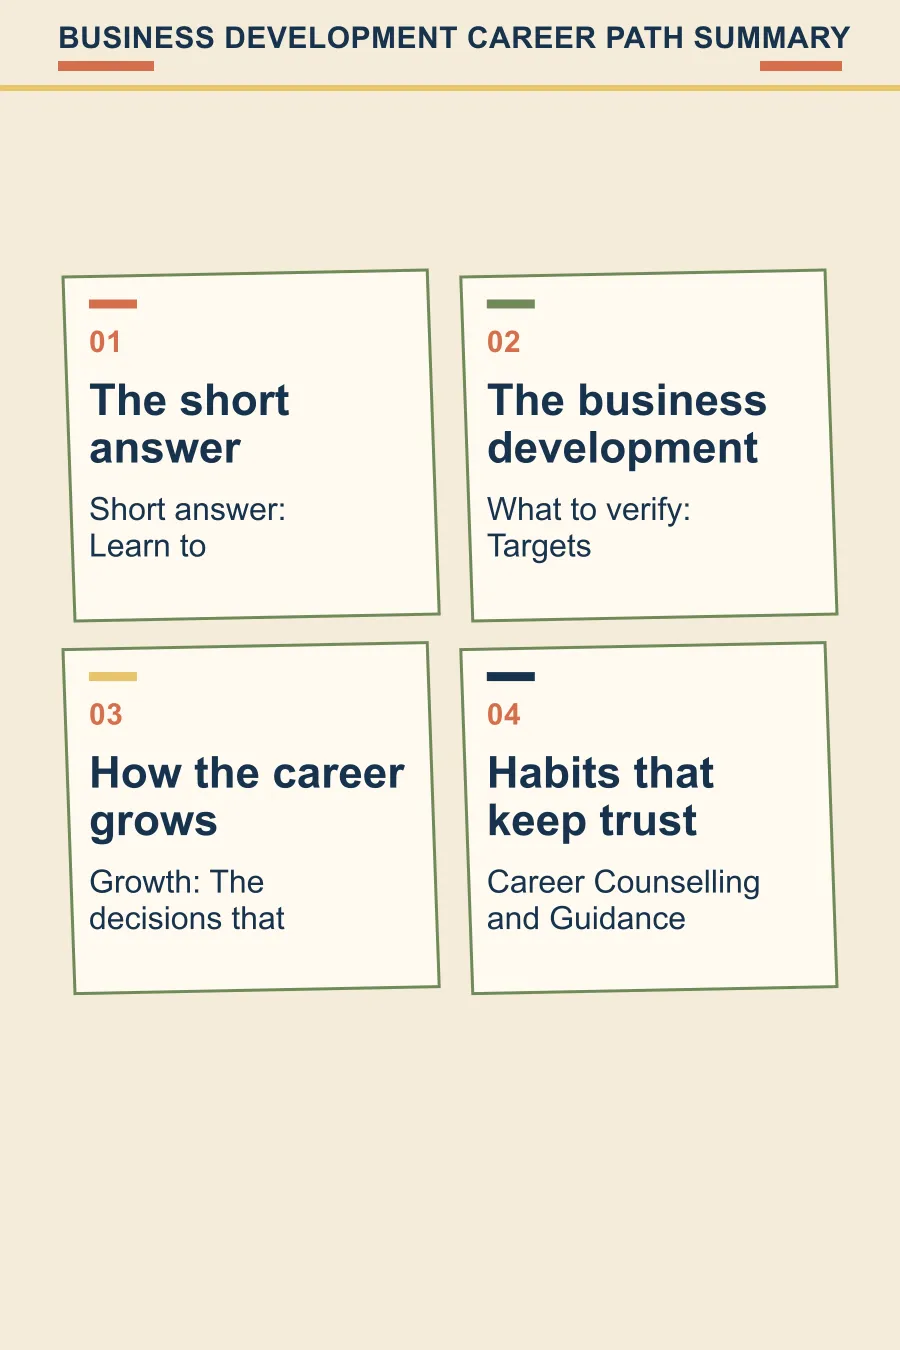 BUSINESS DEVELOPMENT CAREER PATH SUMMARY
01
The short
answer
Short answer:
Learn to
02
The business
development
What to verify:
Targets
03
How the career
grows
Growth: The
decisions that
04
Habits that
keep trust
Career Counselling
and Guidance